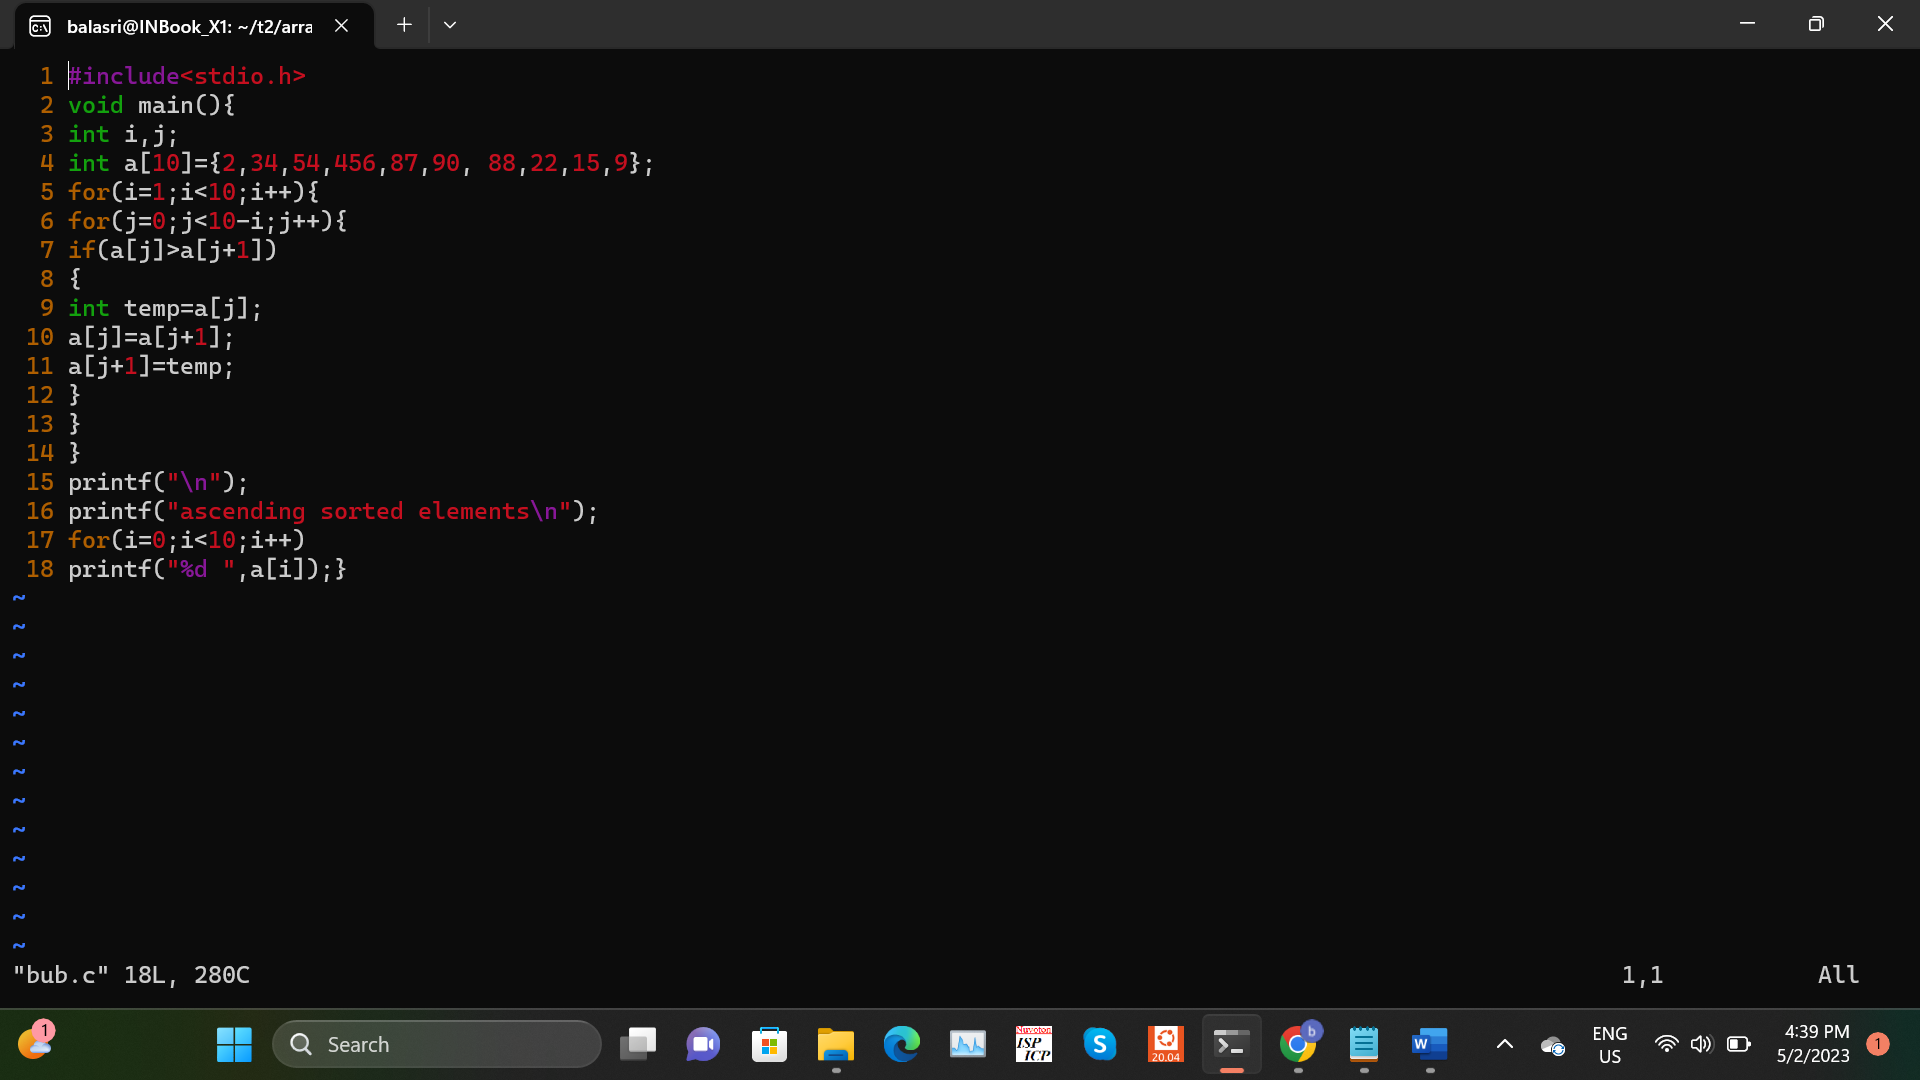 balasri@INBook_X1: ~/t2/arra
1 #include<stdio.h>
2 void main(){
3 int i,j;
4 int a[10]={2,34,54,456,87,90, 88,22,15,9};
5 for(i=1;i<10;i++){
6 for(j=0;j<10-i;j++){
7 if(a[j]>a[j+1])
8 {
9 int temp=a[j];
10 a[j]=a[j+1];
11 a[j+1]=temp;
12 }
13 }
14 }
15 printf("\n");
16 printf("ascending sorted elements\n");
17 for(i=0;i<10;i++)
18 printf("%d ",a[i]);}
~
~
~
~
~
~
~
~
~
~
~
~
~
"bub.c" 18L, 280C 1,1 All
1
Search
Nuvoton
ISP
ICP
S
20.04
b
W
ENG
US
4:39 PM
5/2/2023
1